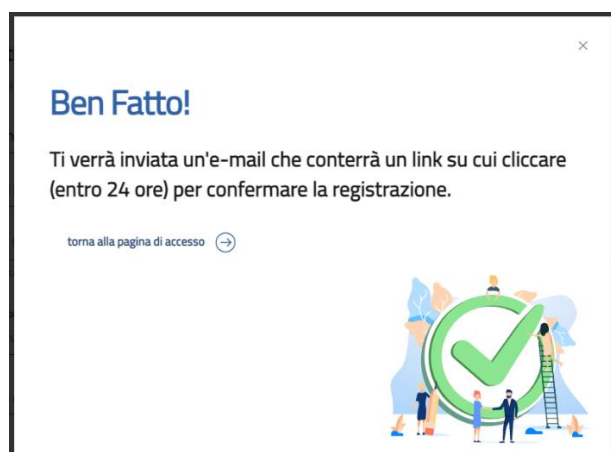 Ben Fatto!
Ti verrà inviata un'e-mail che conterrà un link su cui cliccare
(entro 24 ore) per confermare la registrazione.
torna alla pagina di accesso